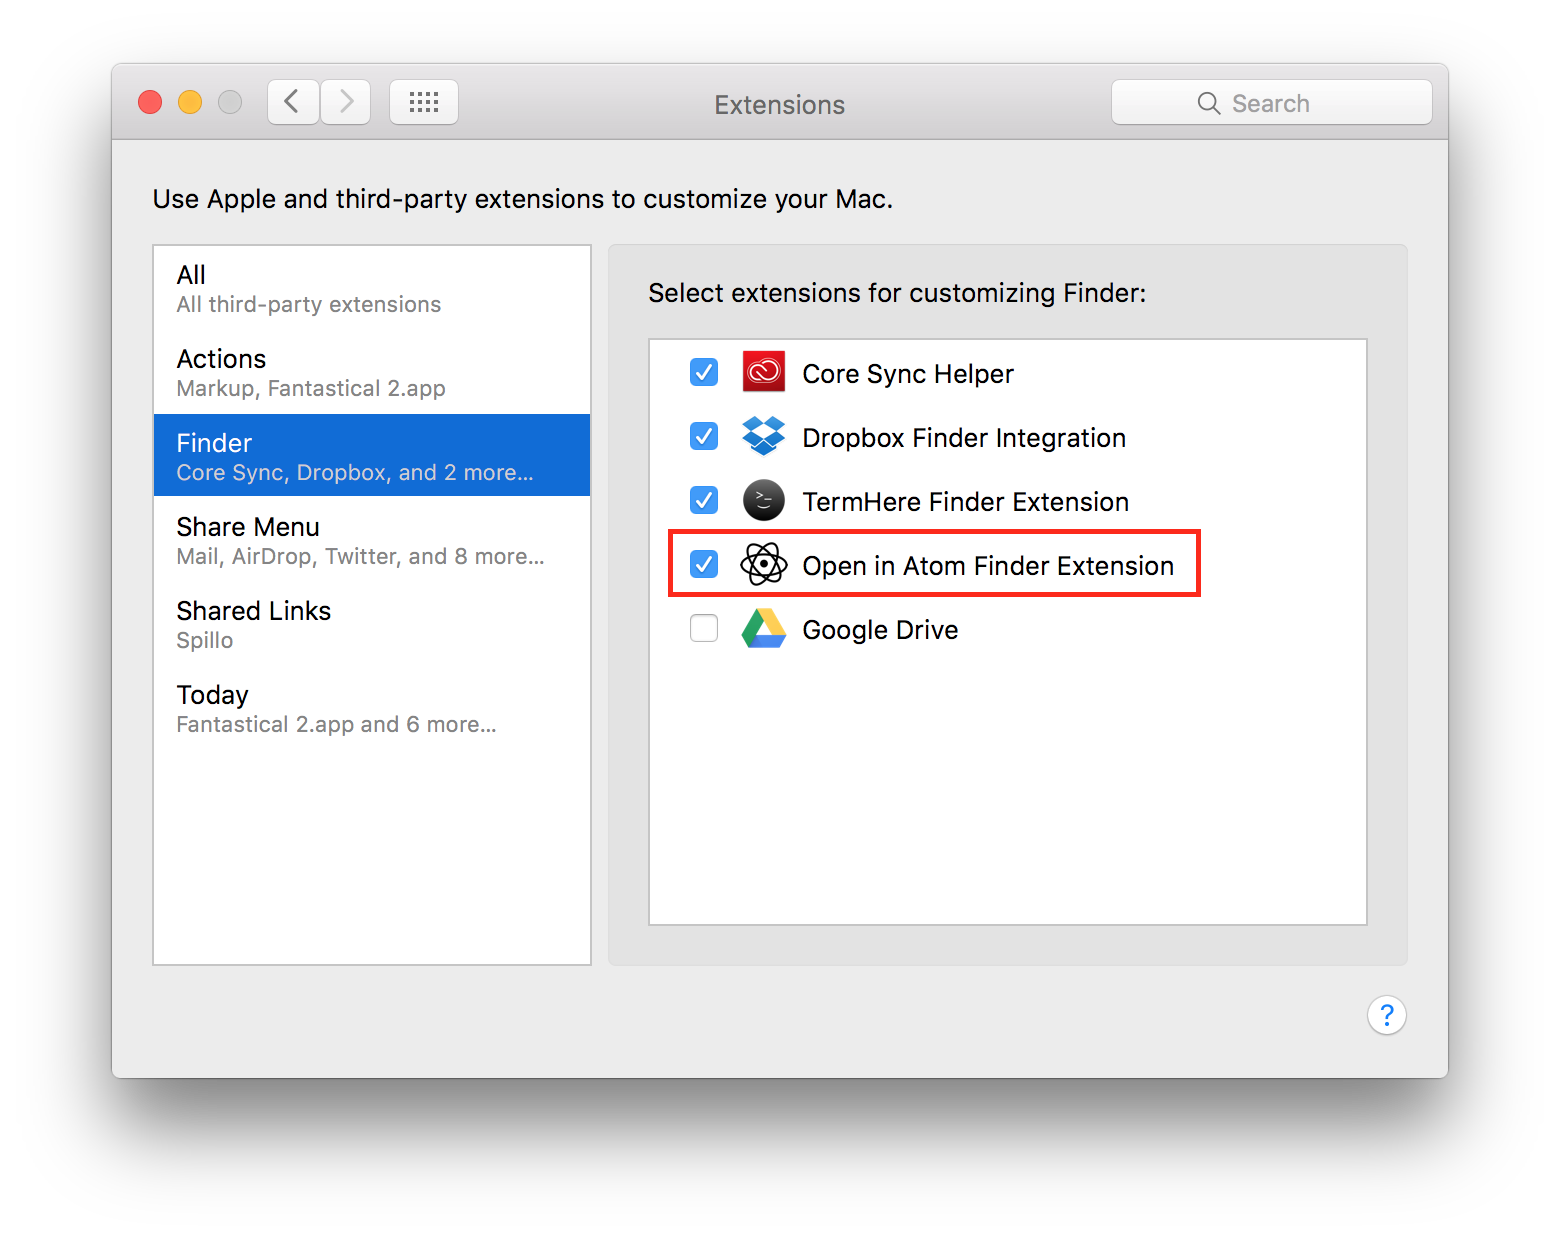 Extensions
Search
Use Apple and third-party extensions to customize your Mac.
All
All third-party extensions
Actions
Markup, Fantastical 2.app
Finder
Core Sync, Dropbox, and 2 more...
Share Menu
Mail, AirDrop, Twitter, and 8 more...
Shared Links
Spillo
Today
Fantastical 2.app and 6 more...
Select extensions for customizing Finder:
Core Sync Helper
Dropbox Finder Integration
>_
TermHere Finder Extension
Open in Atom Finder Extension
Google Drive
?